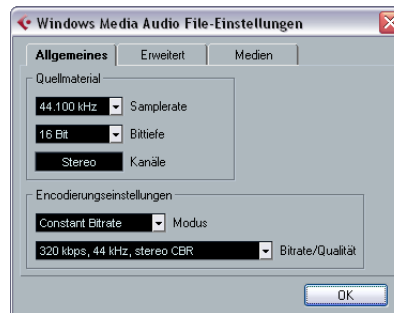 Windows Media Audio File-Einstellungen
Allgemeines Erweitert Medien
Quellmaterial
44.100 kHz Samplerate
16 Bit Bittiefe
Stereo Kanäle
Encodierungseinstellungen
Constant Bitrate Modus
320 kbps, 44 kHz, stereo CBR Bitrate/Qualität
OK